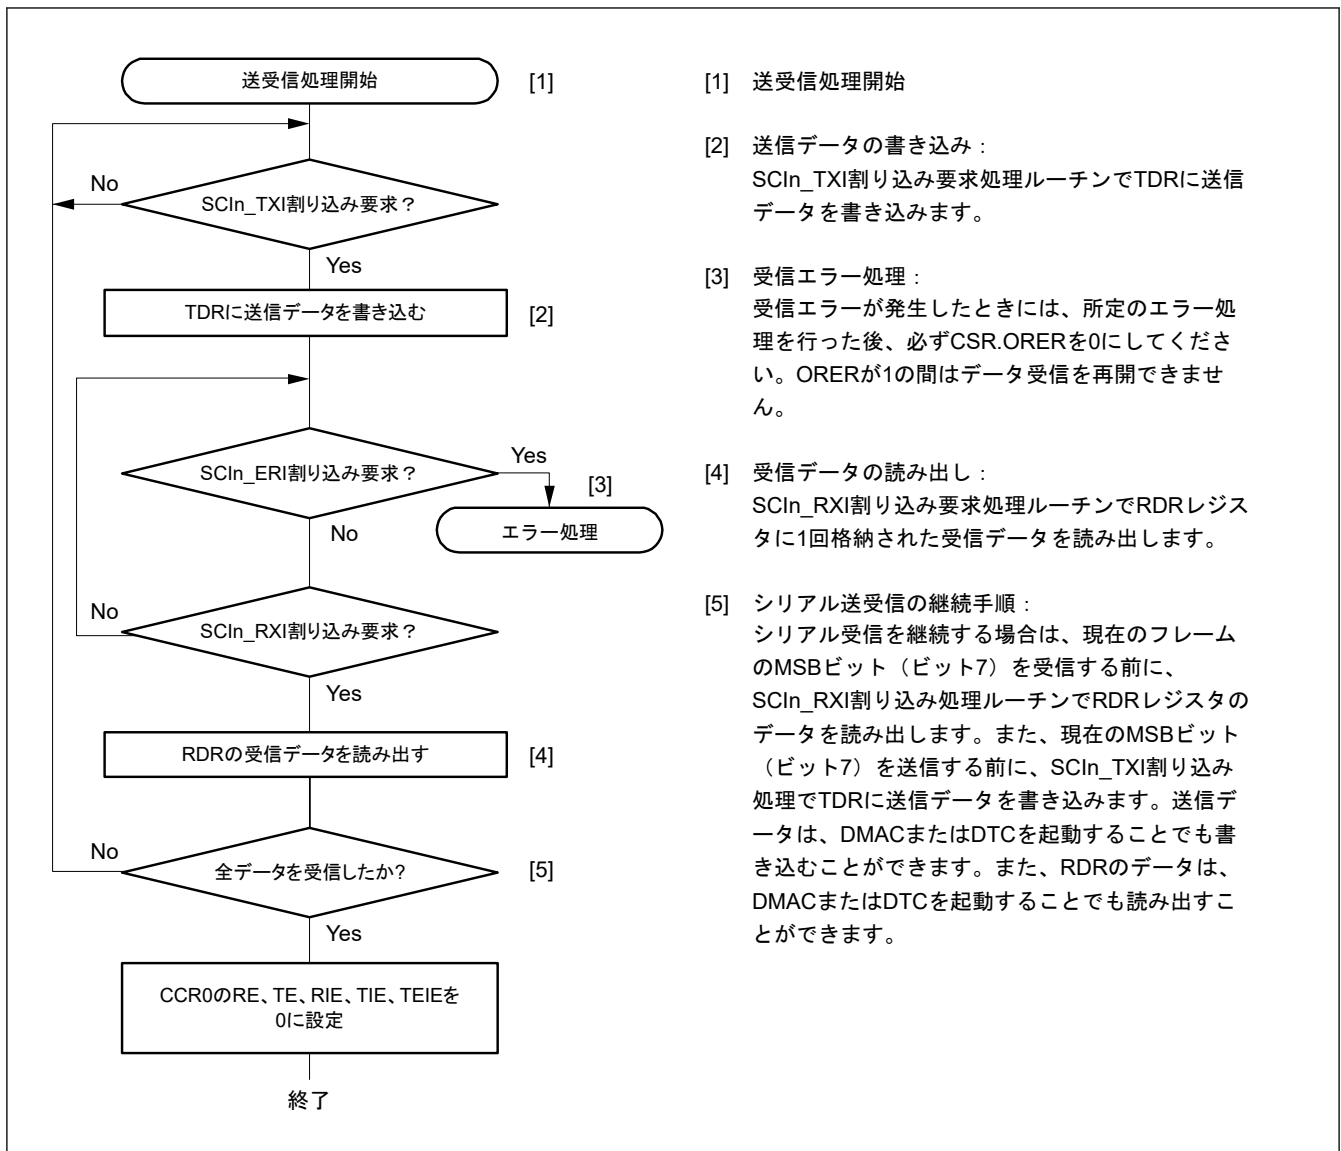 送受信処理開始 [1]
No
SCIn_TXI割り込み要求？
Yes
TDRに送信データを書き込む [2]
SCIn_ERI割り込み要求？
Yes
[3]
エラー処理
No
No
SCIn_RXI割り込み要求？
Yes
RDRの受信データを読み出す [4]
No
全データを受信したか? [5]
Yes
CCR0のRE、TE、RIE、TIE、TEIEを
0に設定
終了
[1] 送受信処理開始
[2] 送信データの書き込み：
SCIn_TXI割り込み要求処理ルーチンでTDRに送信
データを書き込みます。
[3] 受信エラー処理：
受信エラーが発生したときには、所定のエラー処
理を行った後、必ずCSR.ORERを0にしてくださ
い。ORERが1の間はデータ受信を再開できませ
ん。
[4] 受信データの読み出し：
SCIn_RXI割り込み要求処理ルーチンでRDRレジス
タに1回格納された受信データを読み出します。
[5] シリアル送受信の継続手順：
シリアル受信を継続する場合は、現在のフレーム
のMSBビット（ビット7）を受信する前に、
SCIn_RXI割り込み処理ルーチンでRDRレジスタの
データを読み出します。また、現在のMSBビット
（ビット7）を送信する前に、SCIn_TXI割り込み
処理でTDRに送信データを書き込みます。送信デ
ータは、DMACまたはDTCを起動することでも書
き込むことができます。また、RDRのデータは、
DMACまたはDTCを起動することでも読み出すこ
とができます。